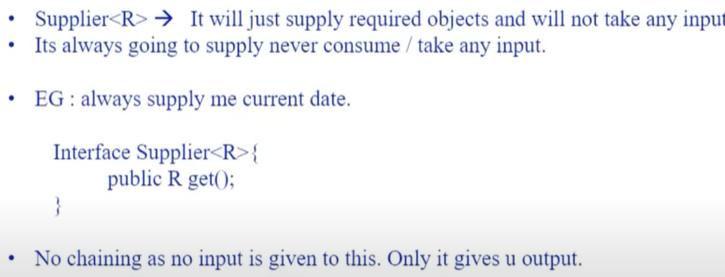 • Supplier<R> → It will just supply required objects and will not take any input
• Its always going to supply never consume / take any input.
• EG : always supply me current date.
Interface Supplier<R>{
public R get();
}
• No chaining as no input is given to this. Only it gives u output.